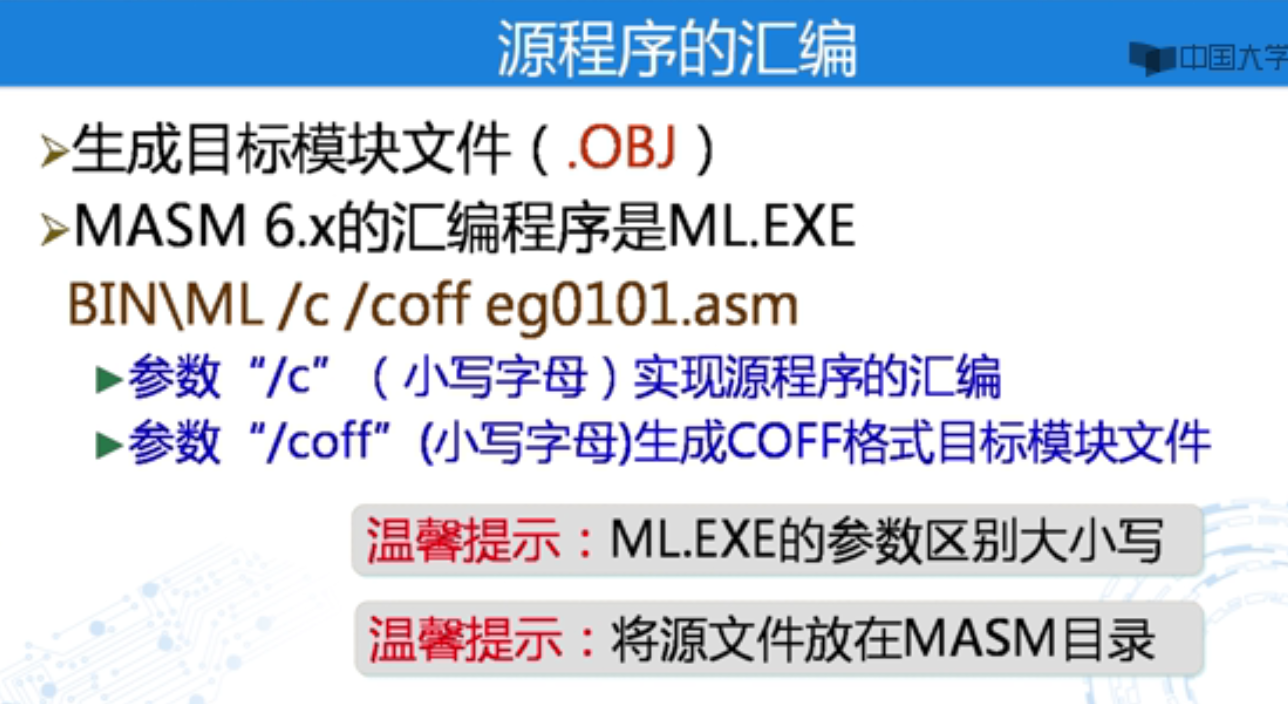 源程序的汇编
中国大学
生成目标模块文件（.OBJ）
MASM 6.x的汇编程序是ML.EXE
BIN\ML /c /coff eg0101.asm
参数“/c”（小写字母）实现源程序的汇编
参数“/coff”(小写字母)生成COFF格式目标模块文件
温馨提示：ML.EXE的参数区别大小写
温馨提示：将源文件放在MASM目录